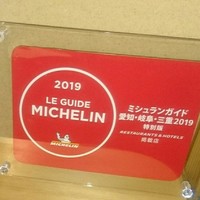 2019
LE GUIDE
MICHELIN
MICHELIN
ミシュランガイド
愛知・岐阜・三重2019
特別版
RESTAURANTS & HOTELS
掲載店